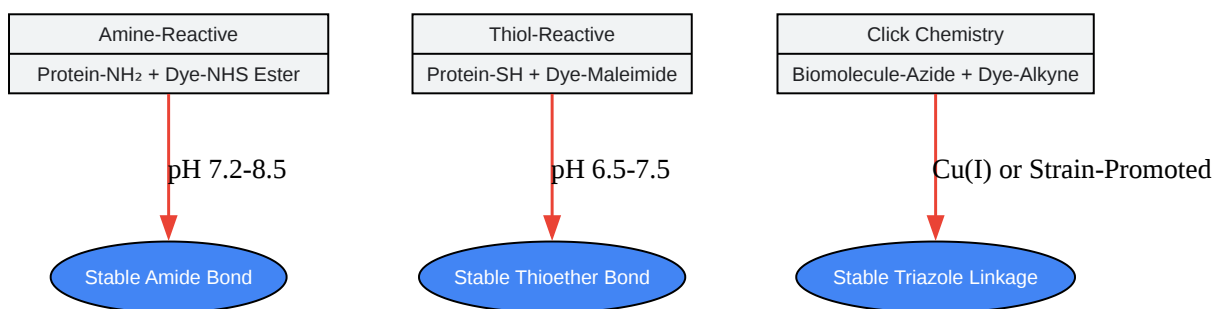 Amine-Reactive
Protein-NH₂ + Dye-NHS Ester
pH 7.2-8.5
Stable Amide Bond
Thiol-Reactive
Protein-SH + Dye-Maleimide
pH 6.5-7.5
Stable Thioether Bond
Click Chemistry
Biomolecule-Azide + Dye-Alkyne
Cu(I) or Strain-Promoted
Stable Triazole Linkage